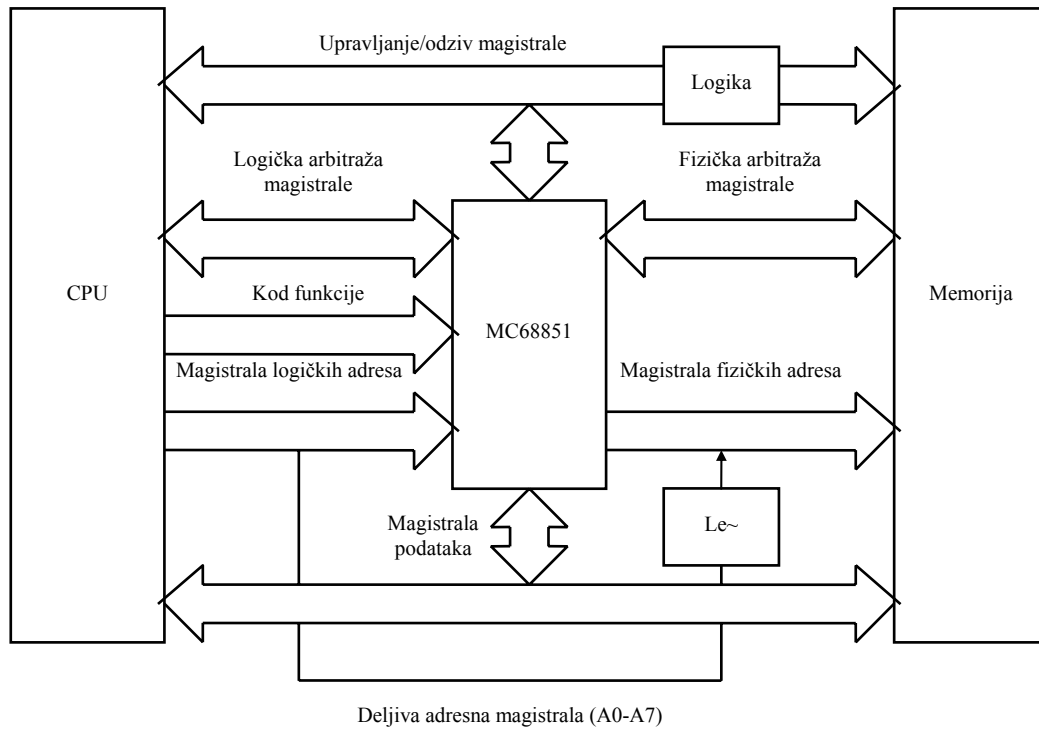 Upravljanje/odziv magistrale
Logika
Logička arbitraža
magistrale
Fizička arbitraža
magistrale
CPU
Kod funkcije
MC68851
Memorija
Magistrala logičkih adresa
Magistrala fizičkih adresa
Magistrala
podataka
Le~
Deljiva adresna magistrala (A0-A7)